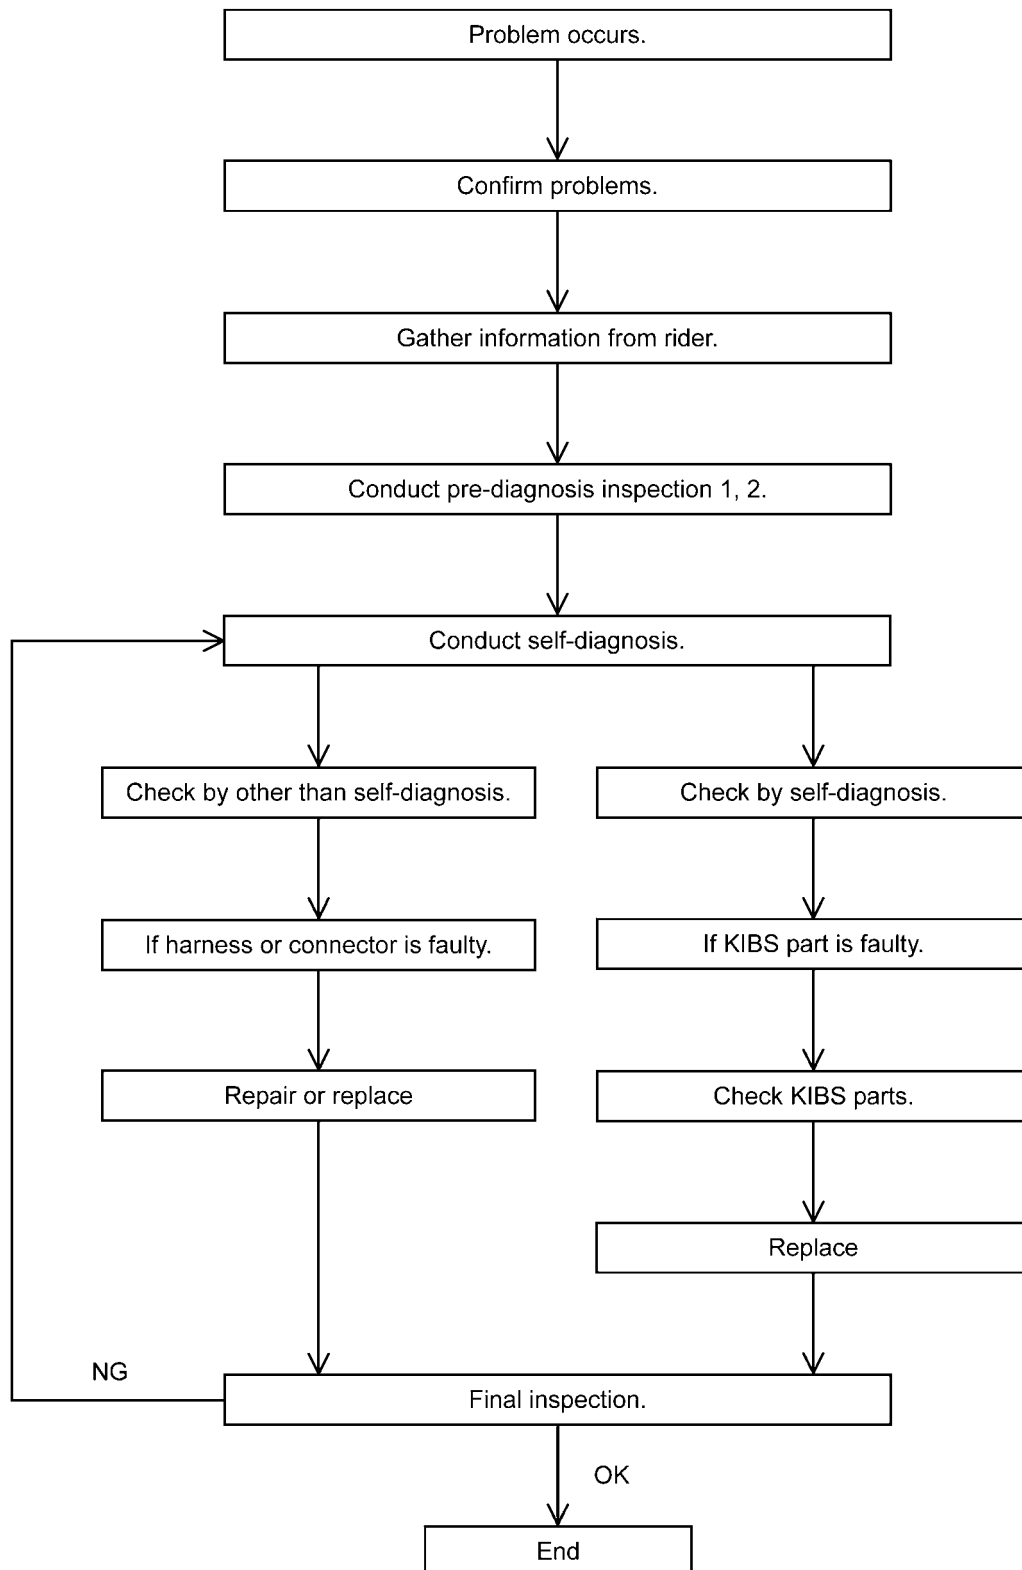 Problem occurs.
Confirm problems.
Gather information from rider.
Conduct pre-diagnosis inspection 1, 2.
Conduct self-diagnosis.
Check by other than self-diagnosis.
Check by self-diagnosis.
If harness or connector is faulty.
If KIBS part is faulty.
Repair or replace
Check KIBS parts.
Replace
NG
Final inspection.
OK
End